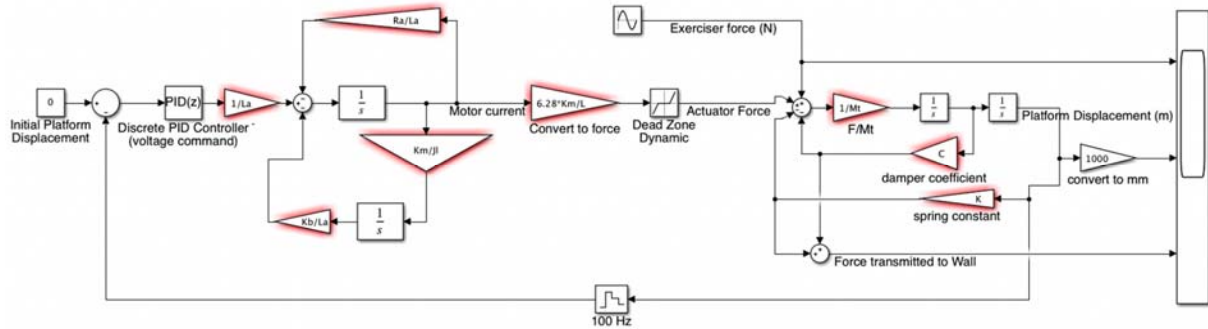 Ra/La
Exerciser force (N)
0
PID(z)
1/La
1
s
Motor current
6.28*Km/L
Actuator Force
1/Mt
1
s
1
s
Platform Displacement (m)
Initial Platform
Displacement
Discrete PID Controller
(voltage command)
Convert to force
Dead Zone
Dynamic
F/Mt
Km/Jl
C
damper coefficient
1000
convert to mm
K
spring constant
Kb/La
1
s
Force transmitted to Wall
100 Hz